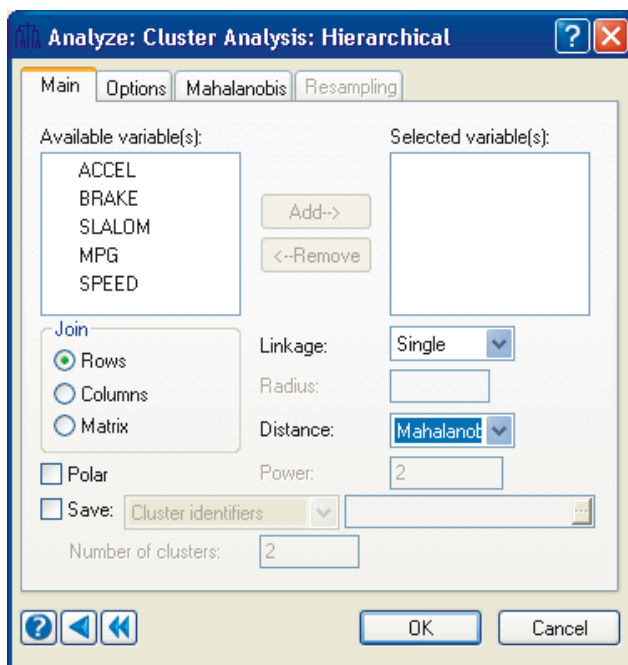 Analyze: Cluster Analysis: Hierarchical
Main Options Mahalanobis Resampling
Available variable(s): Selected variable(s):
ACCEL
BRAKE
SLALOM
MPG
SPEED
Add-->
<--Remove
Join
Rows
Columns
Matrix
Linkage: Single
Radius:
Distance: Mahalanob
Polar
Power: 2
Save: Cluster identifiers ...
Number of clusters: 2
OK Cancel